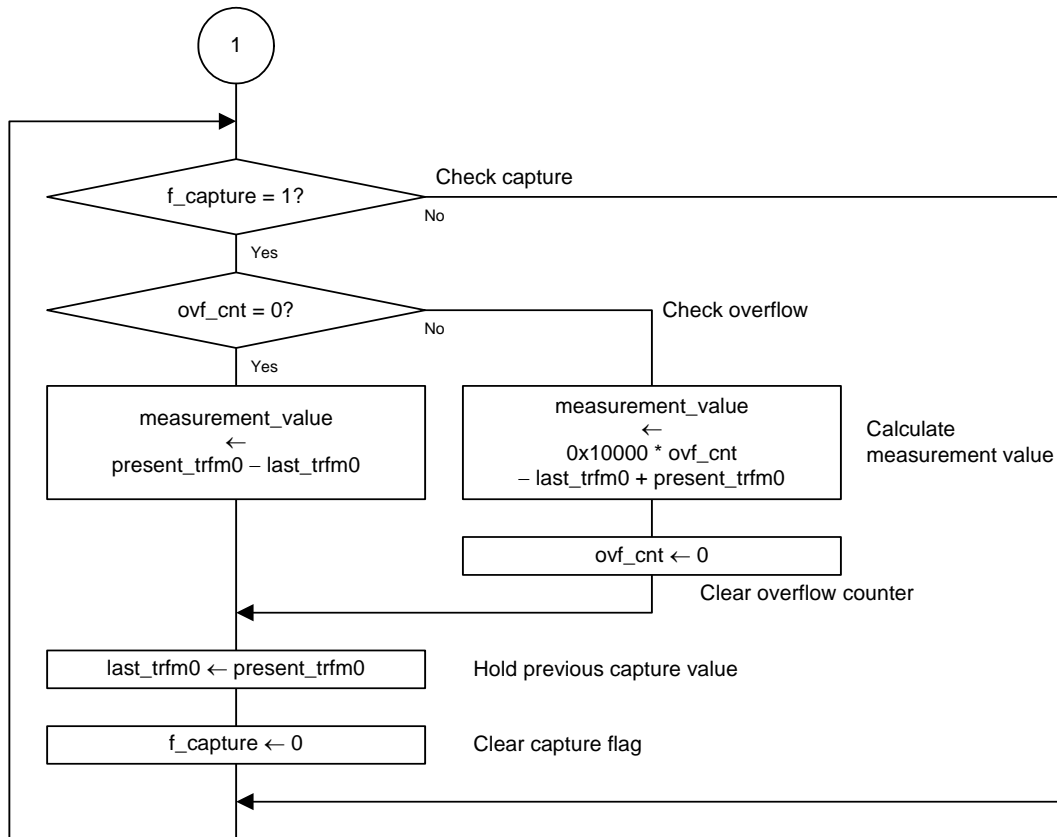 1
Check capture
f_capture = 1?
No
Yes
Check overflow
ovf_cnt = 0?
No
Yes
measurement_value
←
present_trfm0 – last_trfm0
measurement_value
←
0x10000 * ovf_cnt
– last_trfm0 + present_trfm0
Calculate
measurement value
ovf_cnt ← 0
Clear overflow counter
last_trfm0 ← present_trfm0
Hold previous capture value
f_capture ← 0
Clear capture flag